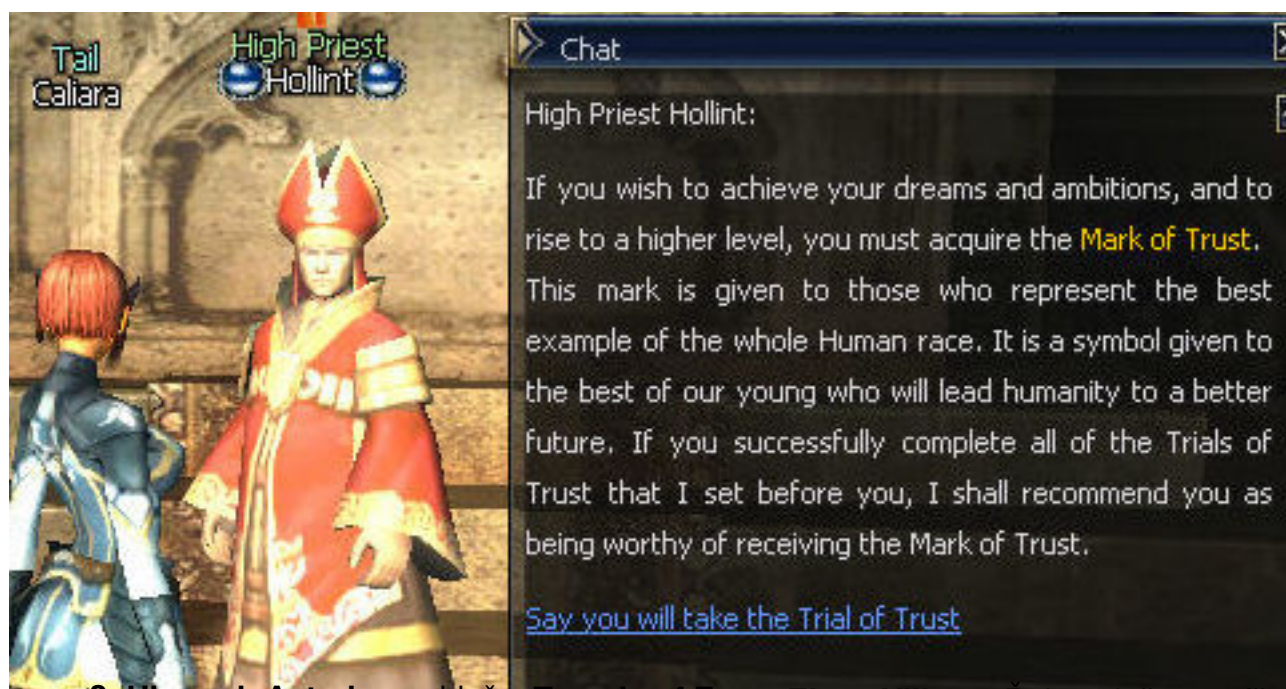 Tail
Caliara
High Priest
Hollint
Chat
High Priest Hollint:
If you wish to achieve your dreams and ambitions, and to
rise to a higher level, you must acquire the Mark of Trust.
This mark is given to those who represent the best
example of the whole Human race. It is a symbol given to
the best of our young who will lead humanity to a better
future. If you successfully complete all of the Trials of
Trust that I set before you, I shall recommend you as
being worthy of receiving the Mark of Trust.
Say you will take the Trial of Trust